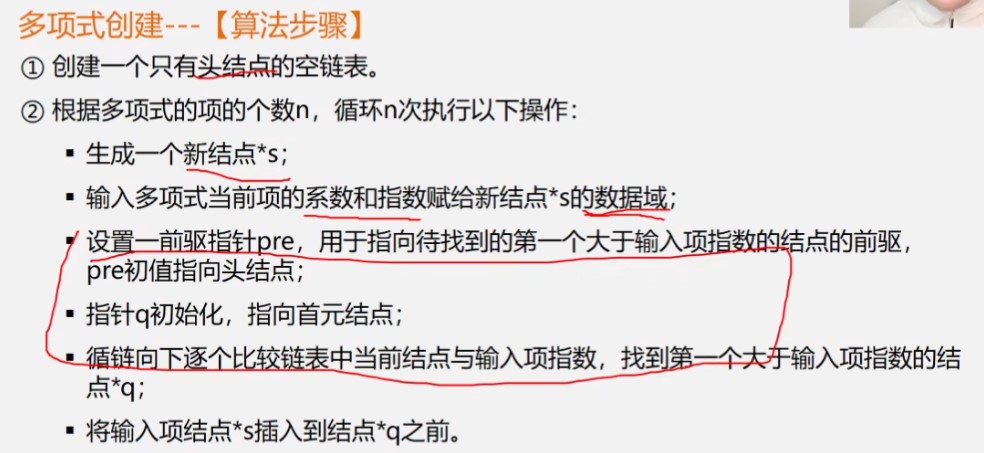 多项式创建---【算法步骤】
① 创建一个只有头结点的空链表。
② 根据多项式的项的个数n，循环n次执行以下操作：
▪ 生成一个新结点*s；
▪ 输入多项式当前项的系数和指数赋给新结点*s的数据域；
▪ 设置一前驱指针pre，用于指向待找到的第一个大于输入项指数的结点的前驱，
pre初值指向头结点；
▪ 指针q初始化，指向首元结点；
▪ 循链向下逐个比较链表中当前结点与输入项指数，找到第一个大于输入项指数的结
点*q；
▪ 将输入项结点*s插入到结点*q之前。